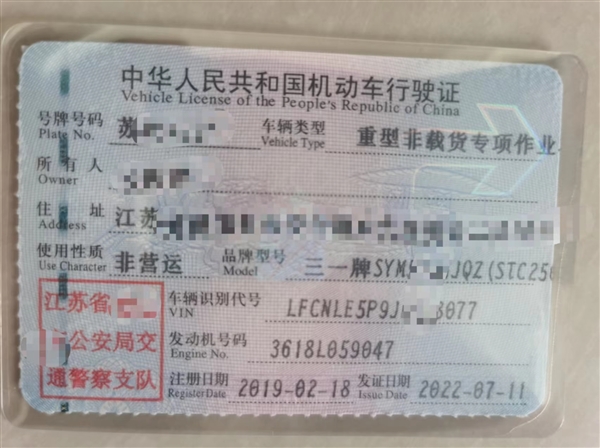 中华人民共和国机动车行驶证
Vehicle License of the People's Republic of China
号牌号码 苏 车辆类型 重型非载货专项作业
Plate No. Vehicle Type
所有人
Owner
住址 江苏
Address
使用性质 非营运 品牌型号 三一牌SYM JQZ(STC25
Use Character Model
江苏省 车辆识别代号 LFCNLE5P9J 3077
VIN
公安局交 发动机号码 3618L059047
Engine No.
通警察支队 注册日期 2019-02-18 发证日期 2022-07-11
Register Date Issue Date